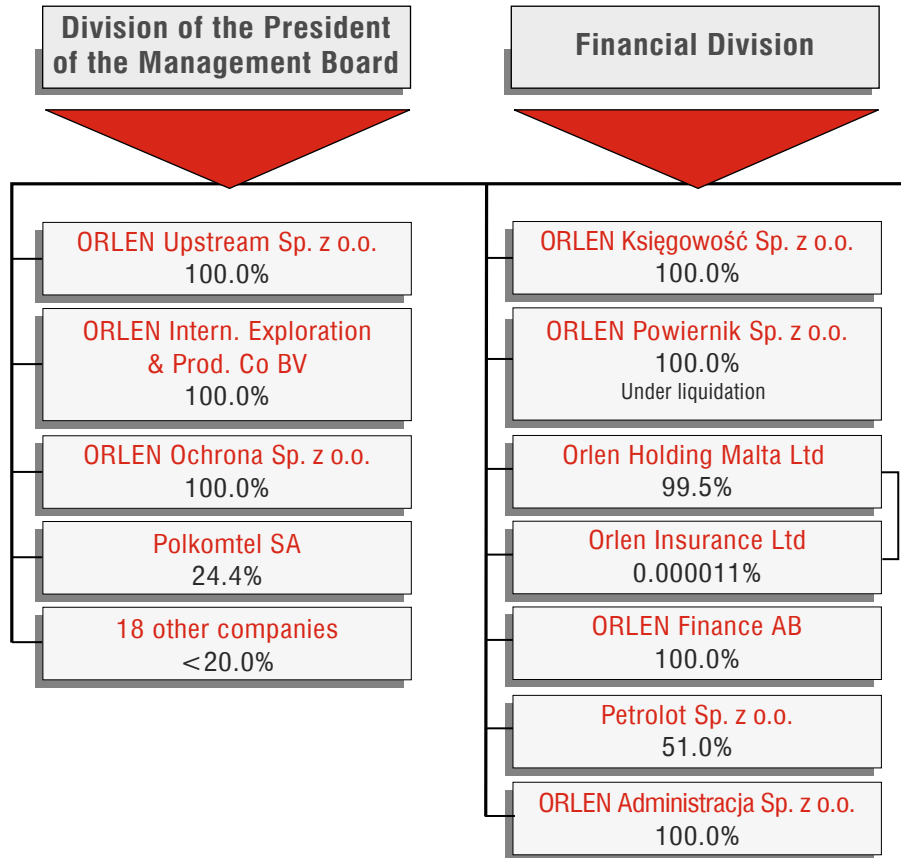 Division of the President
of the Management Board
ORLEN Upstream Sp. z o.o.
100.0%
ORLEN Intern. Exploration
& Prod. Co BV
100.0%
ORLEN Ochrona Sp. z o.o.
100.0%
Polkomtel SA
24.4%
18 other companies
<20.0%
Financial Division
ORLEN Księgowość Sp. z o.o.
100.0%
ORLEN Powiernik Sp. z o.o.
100.0%
Under liquidation
Orlen Holding Malta Ltd
99.5%
Orlen Insurance Ltd
0.000011%
ORLEN Finance AB
100.0%
Petrolot Sp. z o.o.
51.0%
ORLEN Administracja Sp. z o.o.
100.0%